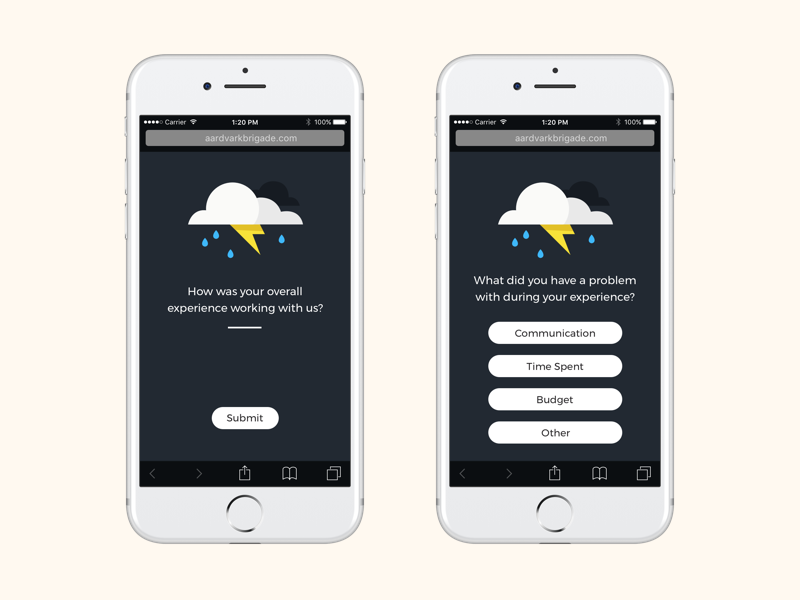 Carrier 1:20 PM 100%
aardvarkbrigade.com
How was your overall
experience working with us?
Submit
Carrier 1:20 PM 100%
aardvarkbrigade.com
What did you have a problem
with during your experience?
Communication
Time Spent
Budget
Other